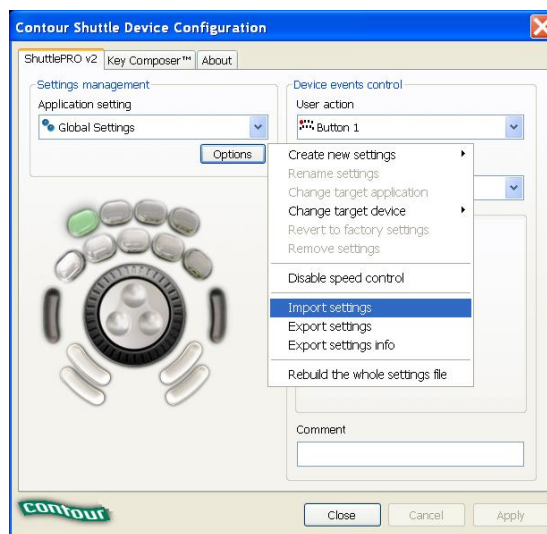 Contour Shuttle Device Configuration
ShuttlePRO v2
Key Composer™
About
Settings management
Application setting
Global Settings
Options
Device events control
User action
Button 1
Create new settings
Rename settings
Change target application
Change target device
Revert to factory settings
Remove settings
Disable speed control
Import settings
Export settings
Export settings info
Rebuild the whole settings file
Comment
contour
Close
Cancel
Apply